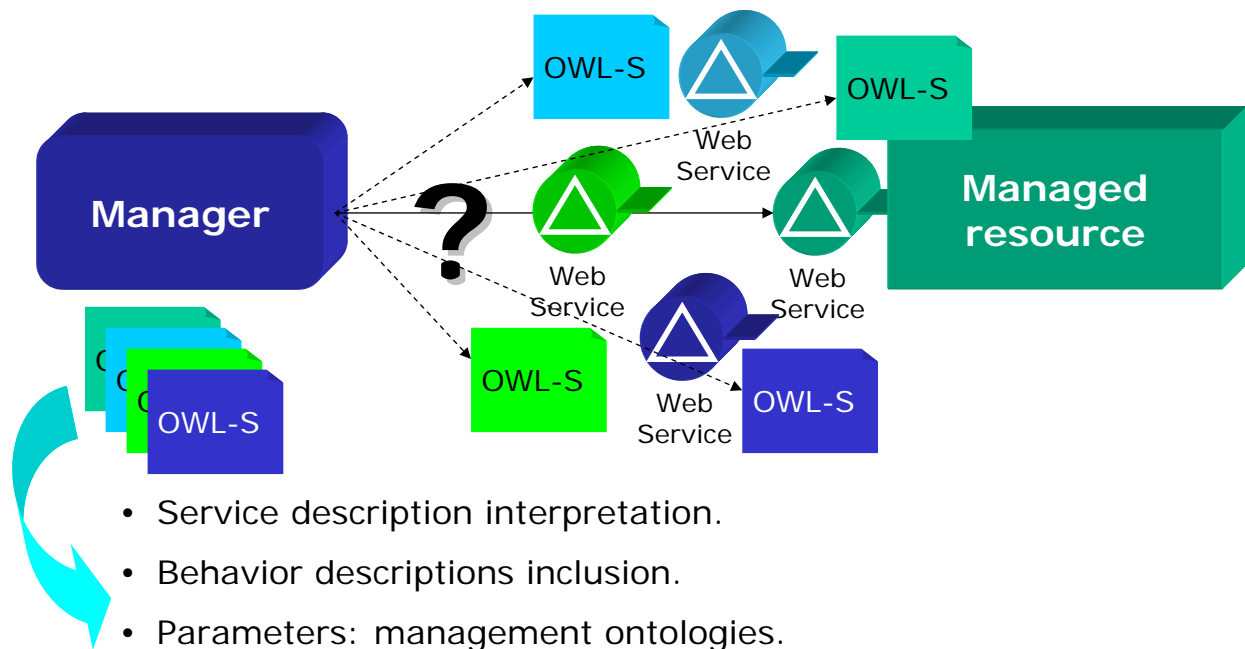 OWL-S
OWL-S
Web
Service
Manager
?
Managed
resource
Web
Service
Web
Service
OWL-S
OWL-S
Web
Service
OWL-S
• Service description interpretation.
• Behavior descriptions inclusion.
• Parameters: management ontologies.